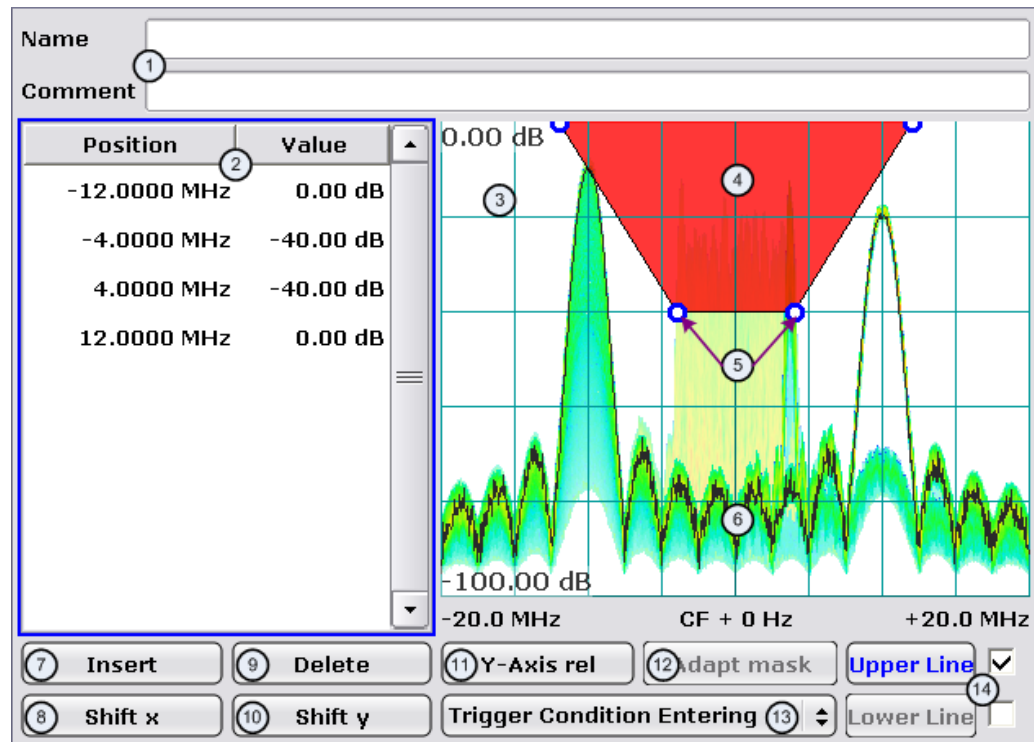 Name
1
Comment
Position Value
2
-12.0000 MHz 0.00 dB
-4.0000 MHz -40.00 dB
4.0000 MHz -40.00 dB
12.0000 MHz 0.00 dB
0.00 dB
3
4
5
6
-100.00 dB
-20.0 MHz CF + 0 Hz +20.0 MHz
7 Insert 9 Delete 11 Y-Axis rel 12 Adapt mask Upper Line
14
8 Shift x 10 Shift y Trigger Condition Entering 13 Lower Line